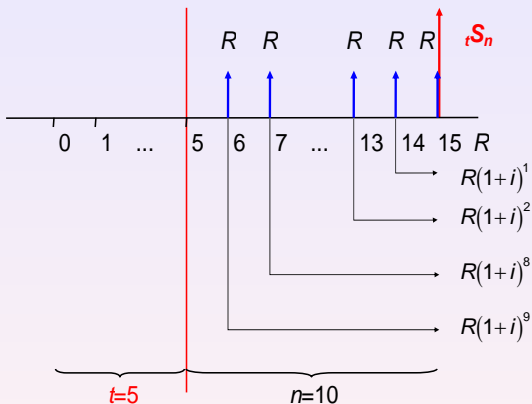 R R R R R ₜSₙ
0 1 ... 5 6 7 ... 13 14 15 R
R(1+i)¹
R(1+i)²
R(1+i)⁸
R(1+i)⁹
t=5 n=10